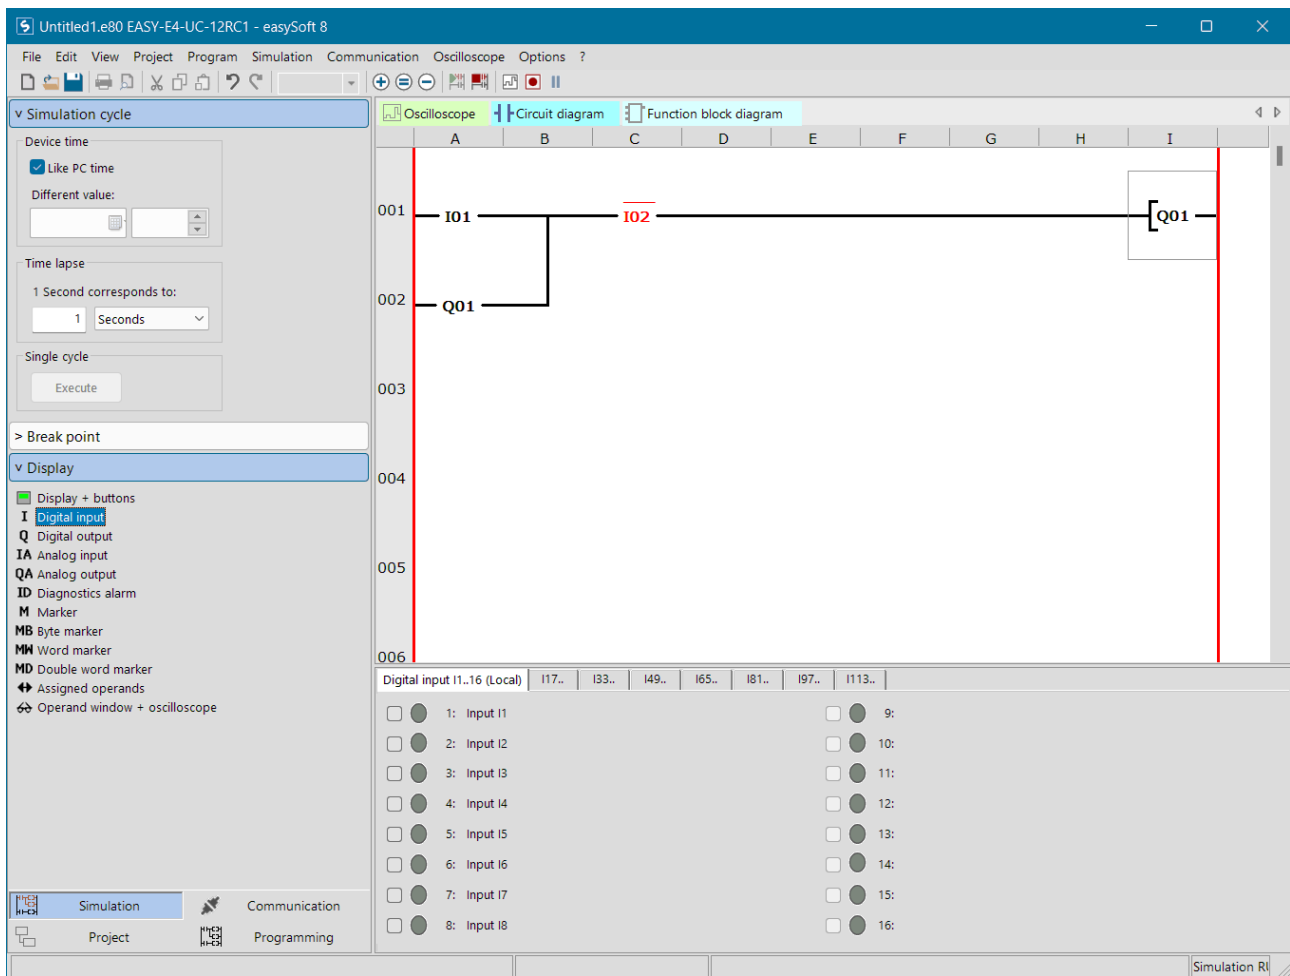 Untitled1.e80 EASY-E4-UC-12RC1 - easySoft 8
File Edit View Project Program Simulation Communication Oscilloscope Options ?
v Simulation cycle
Device time
Like PC time
Different value:
Time lapse
1 Second corresponds to:
1 Seconds
Single cycle
Execute
> Break point
v Display
Display + buttons
I Digital input
Q Digital output
IA Analog input
QA Analog output
ID Diagnostics alarm
M Marker
MB Byte marker
MW Word marker
MD Double word marker
Assigned operands
Operand window + oscilloscope
Simulation Communication
Project Programming
Oscilloscope Circuit diagram Function block diagram
A B C D E F G H I
001 I01 I02 Q01
002 Q01
003
004
005
006
Digital input I1..16 (Local) I17.. I33.. I49.. I65.. I81.. I97.. I113..
1: Input I1 9:
2: Input I2 10:
3: Input I3 11:
4: Input I4 12:
5: Input I5 13:
6: Input I6 14:
7: Input I7 15:
8: Input I8 16:
Simulation